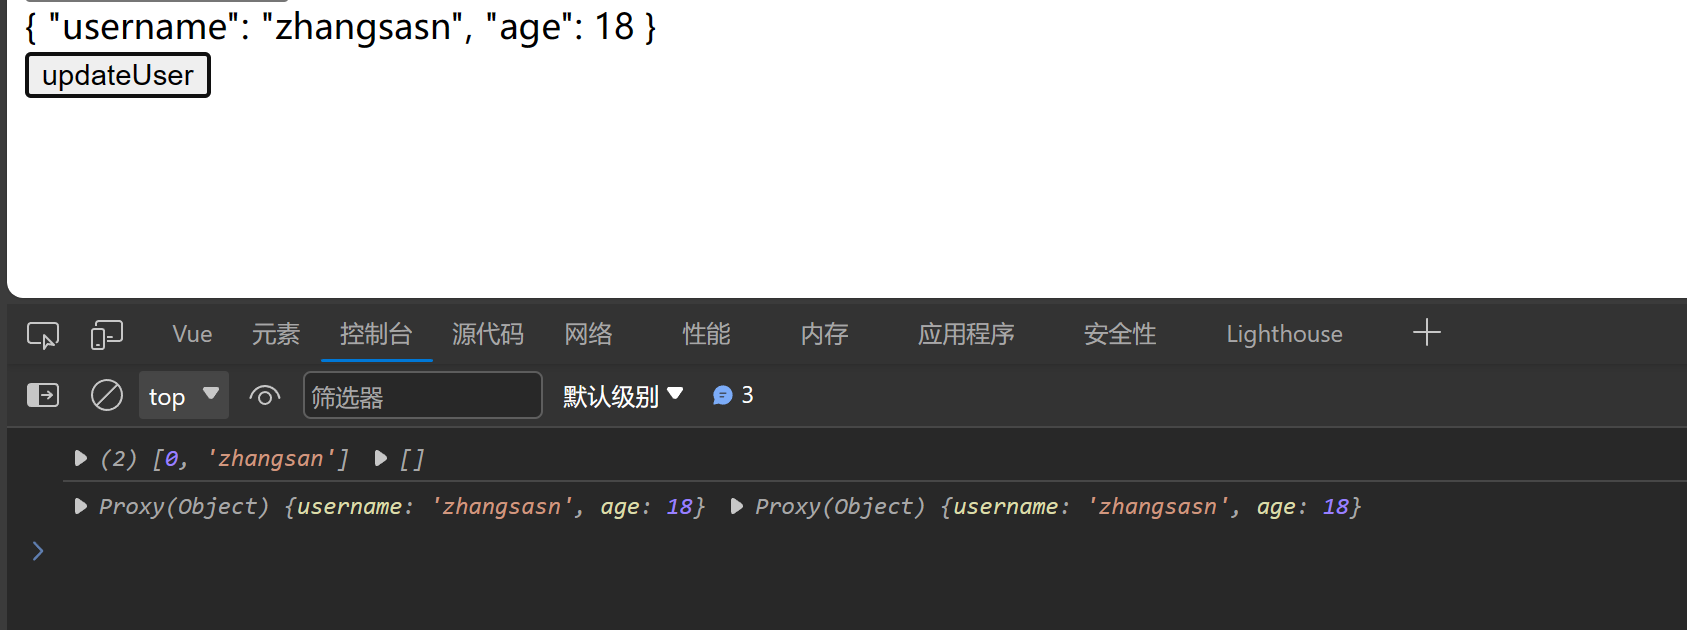 { "username": "zhangsasn", "age": 18 }
updateUser
Vue 元素 控制台 源代码 网络 性能 内存 应用程序 安全性 Lighthouse
top 筛选器 默认级别 3
(2) [0, 'zhangsan'] []
Proxy(Object) {username: 'zhangsasn', age: 18} Proxy(Object) {username: 'zhangsasn', age: 18}